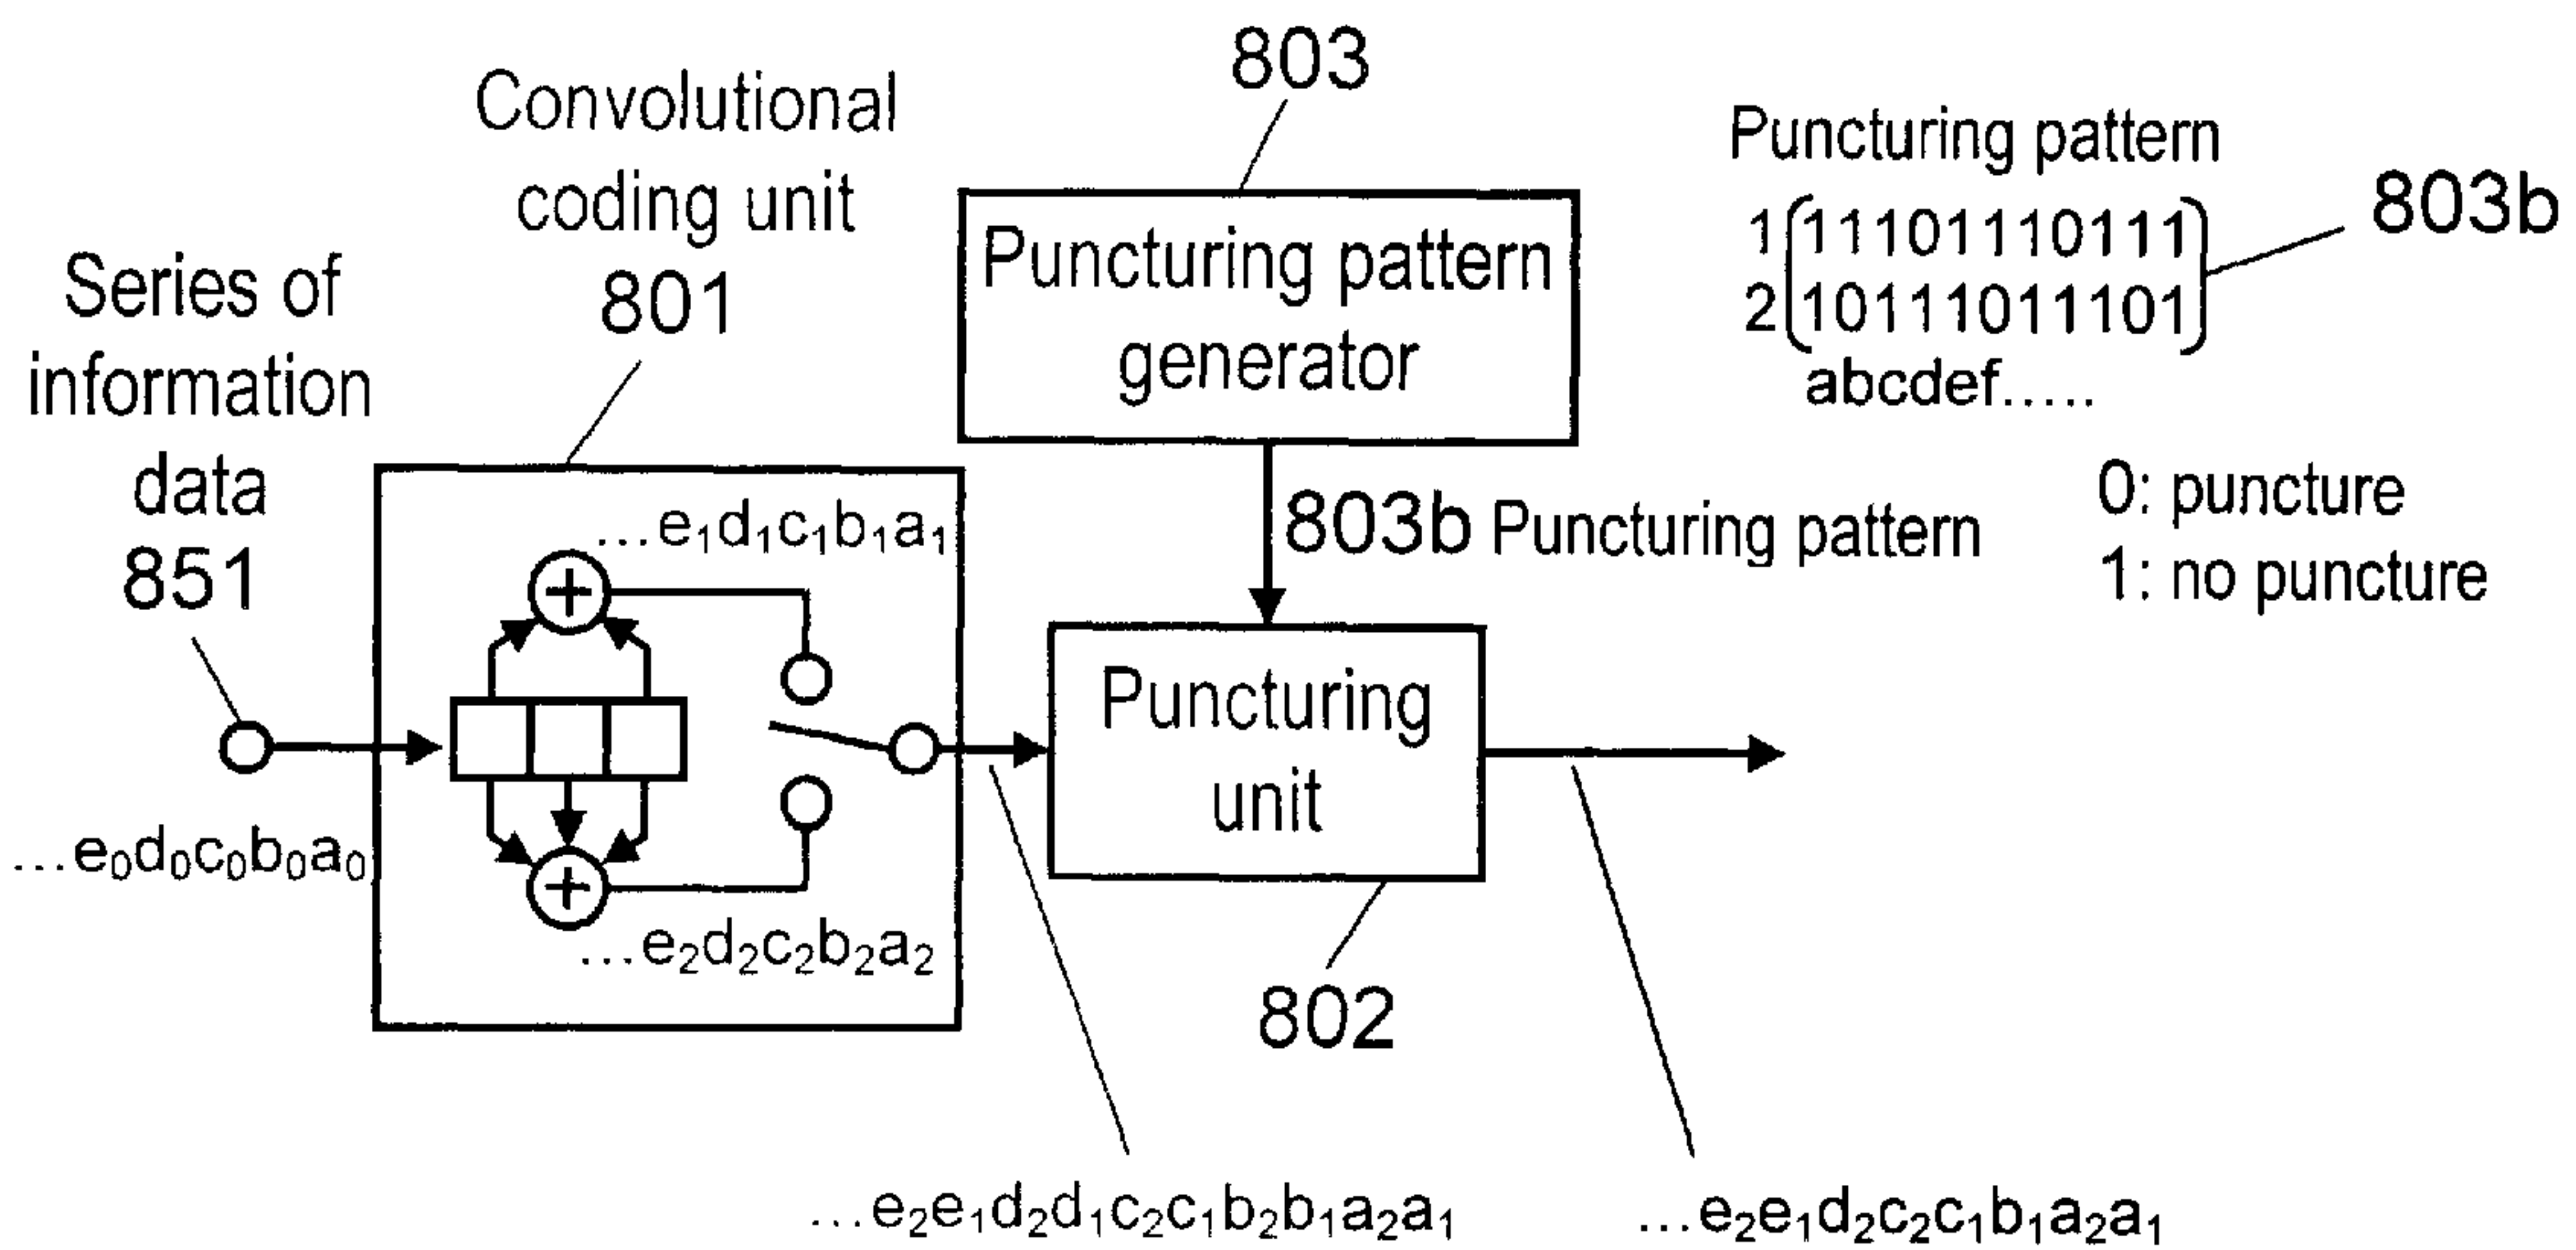 803
Convolutional
coding unit
801
Puncturing pattern
1 11101110111
2 10111011101
abcdef.....
803b
Series of
information
data
851
Puncturing pattern
generator
0: puncture
1: no puncture
803b Puncturing pattern
...e₁d₁c₁b₁a₁
Puncturing
unit
...e₀d₀c₀b₀a₀
...e₂d₂c₂b₂a₂
802
...e₂e₁d₂d₁c₂c₁b₂b₁a₂a₁
...e₂e₁d₂c₂c₁b₁a₂a₁